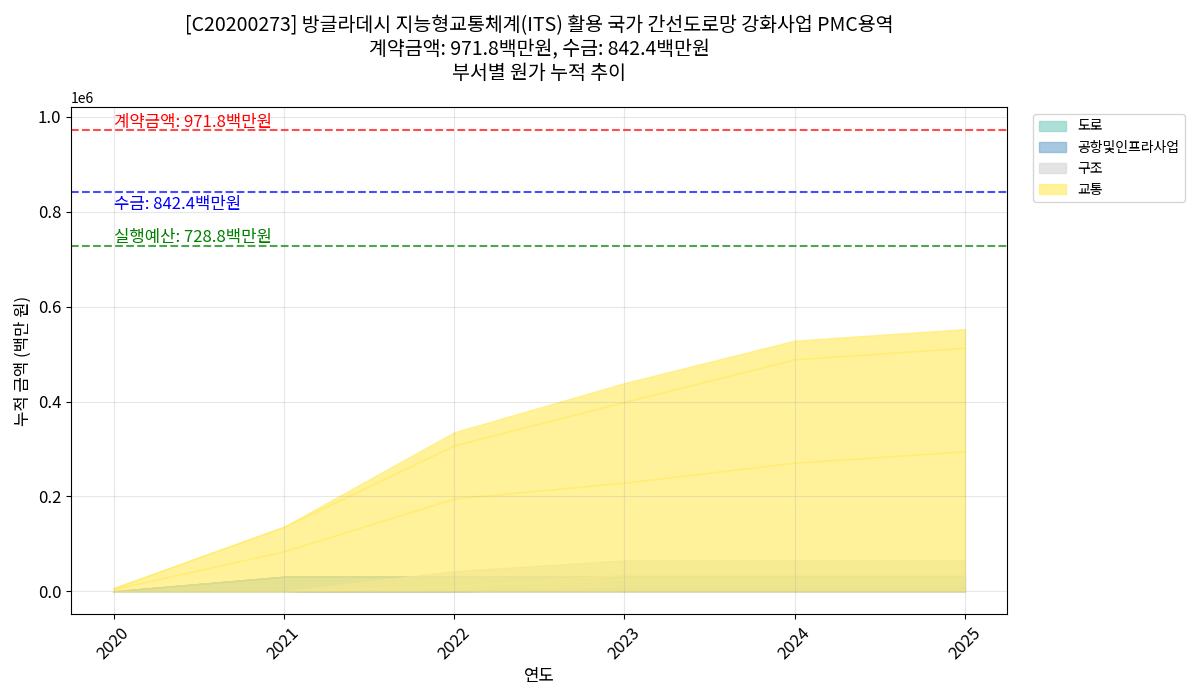 [C20200273] 방글라데시 지능형교통체계(ITS) 활용 국가 간선도로망 강화사업 PMC용역
계약금액: 971.8백만원, 수금: 842.4백만원
부서별 원가 누적 추이
1e6
1.0
0.8
0.6
0.4
0.2
0.0
누적 금액 (백만 원)
계약금액: 971.8백만원
수금: 842.4백만원
실행예산: 728.8백만원
도로
공항및인프라사업
구조
교통
2020
2021
2022
2023
2024
2025
연도